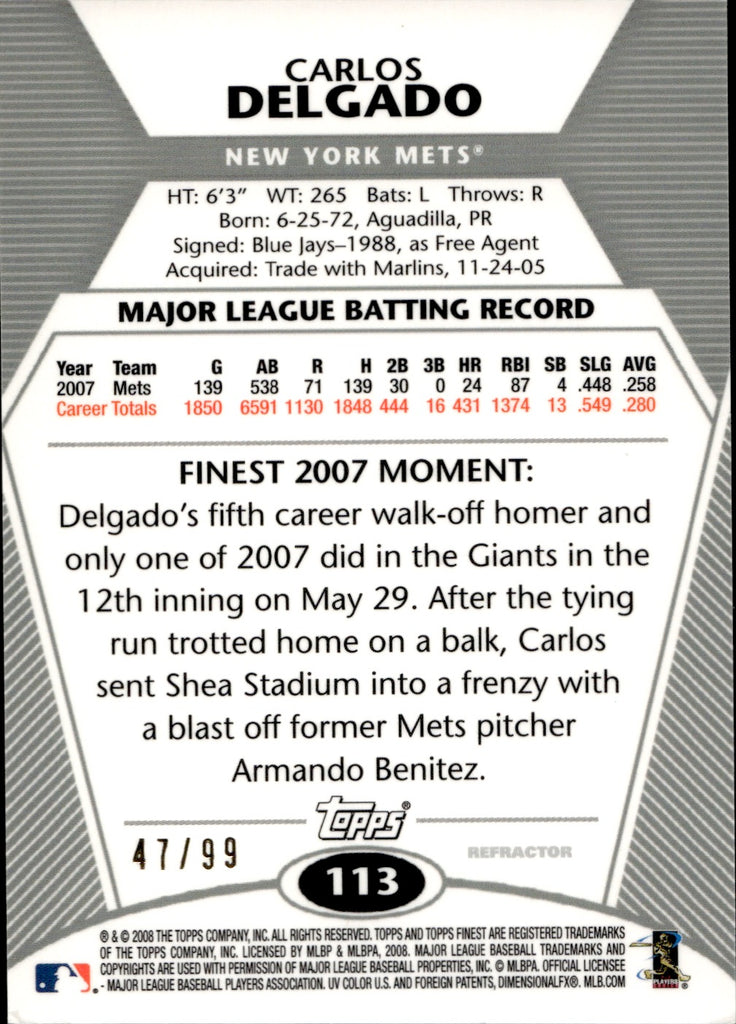 CARLOS
DELGADO
NEW YORK METS®
HT: 6'3" WT: 265 Bats: L Throws: R
Born: 6-25-72, Aguadilla, PR
Signed: Blue Jays–1988, as Free Agent
Acquired: Trade with Marlins, 11-24-05
MAJOR LEAGUE BATTING RECORD
Year Team G AB R H 2B 3B HR RBI SB SLG AVG
2007 Mets 139 538 71 139 30 0 24 87 4 .448 .258
Career Totals 1850 6591 1130 1848 444 16 431 1374 13 .549 .280
FINEST 2007 MOMENT:
Delgado's fifth career walk-off homer and
only one of 2007 did in the Giants in the
12th inning on May 29. After the tying
run trotted home on a balk, Carlos
sent Shea Stadium into a frenzy with
a blast off former Mets pitcher
Armando Benitez.
Topps®
47/99
REFRACTOR
113
® & © 2008 THE TOPPS COMPANY, INC. ALL RIGHTS RESERVED. TOPPS AND TOPPS FINEST ARE REGISTERED TRADEMARKS
OF THE TOPPS COMPANY, INC. LICENSED BY MLBP & MLBPA, 2008. MAJOR LEAGUE BASEBALL TRADEMARKS AND
COPYRIGHTS ARE USED WITH PERMISSION OF MAJOR LEAGUE BASEBALL PROPERTIES, INC. © MLBPA. OFFICIAL LICENSEE
- MAJOR LEAGUE BASEBALL PLAYERS ASSOCIATION. UV COLOR U.S. AND FOREIGN PATENTS, DIMENSIONALFX®. MLB.COM
PLAYERS